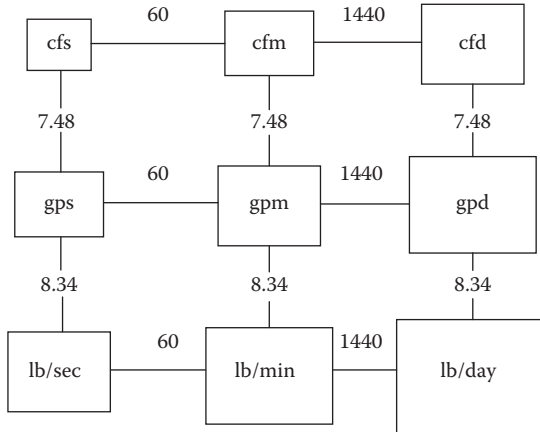 60 1440
cfs cfm cfd
7.48 7.48 7.48
60 1440
gps gpm gpd
8.34 8.34 8.34
60 1440
lb/sec lb/min lb/day